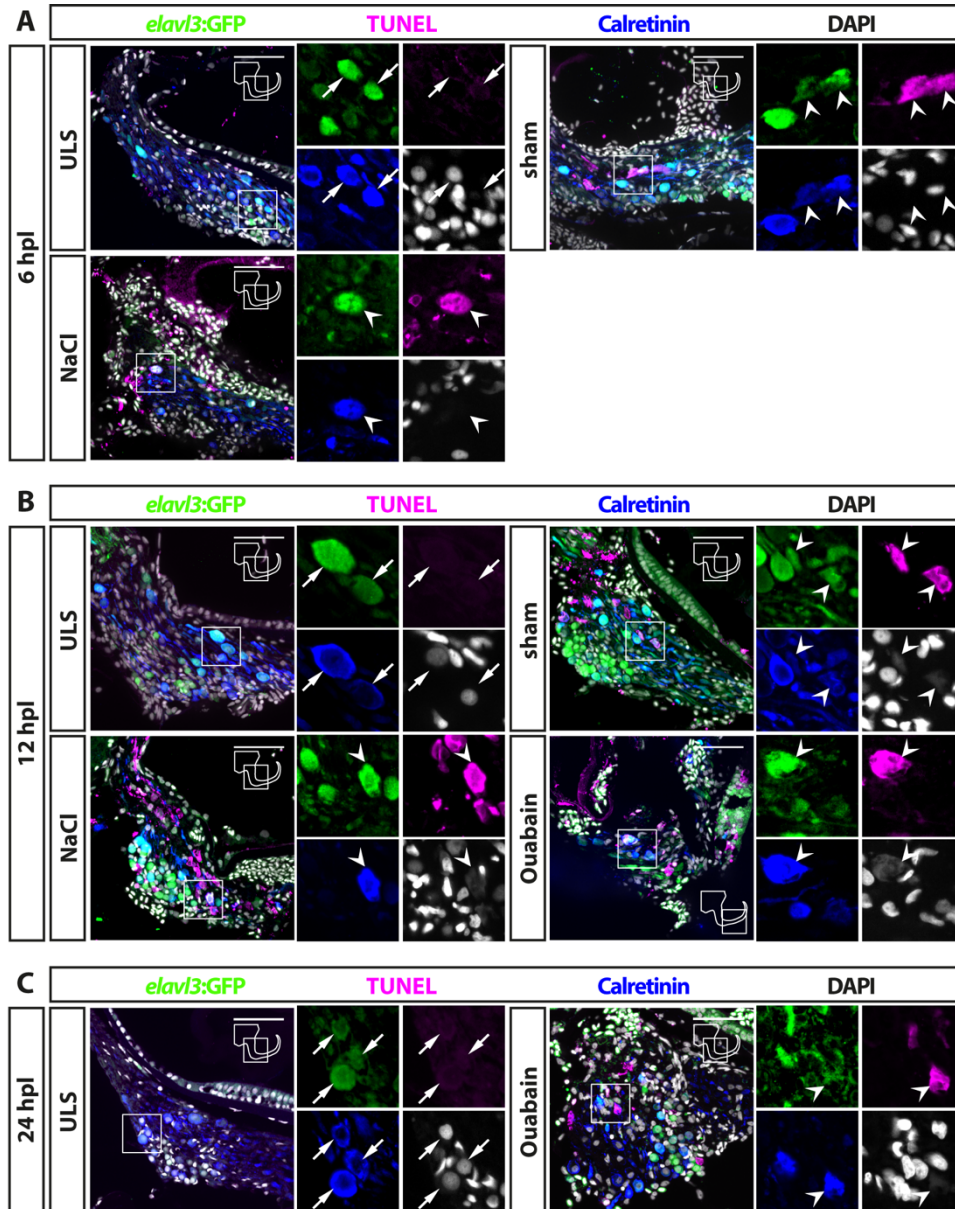 A
elavl3:GFP TUNEL Calretinin DAPI
6 hpl
ULS
sham
NaCl
B
elavl3:GFP TUNEL Calretinin DAPI
12 hpl
ULS
sham
NaCl
Ouabain
C
elavl3:GFP TUNEL Calretinin DAPI
24 hpl
ULS
Ouabain